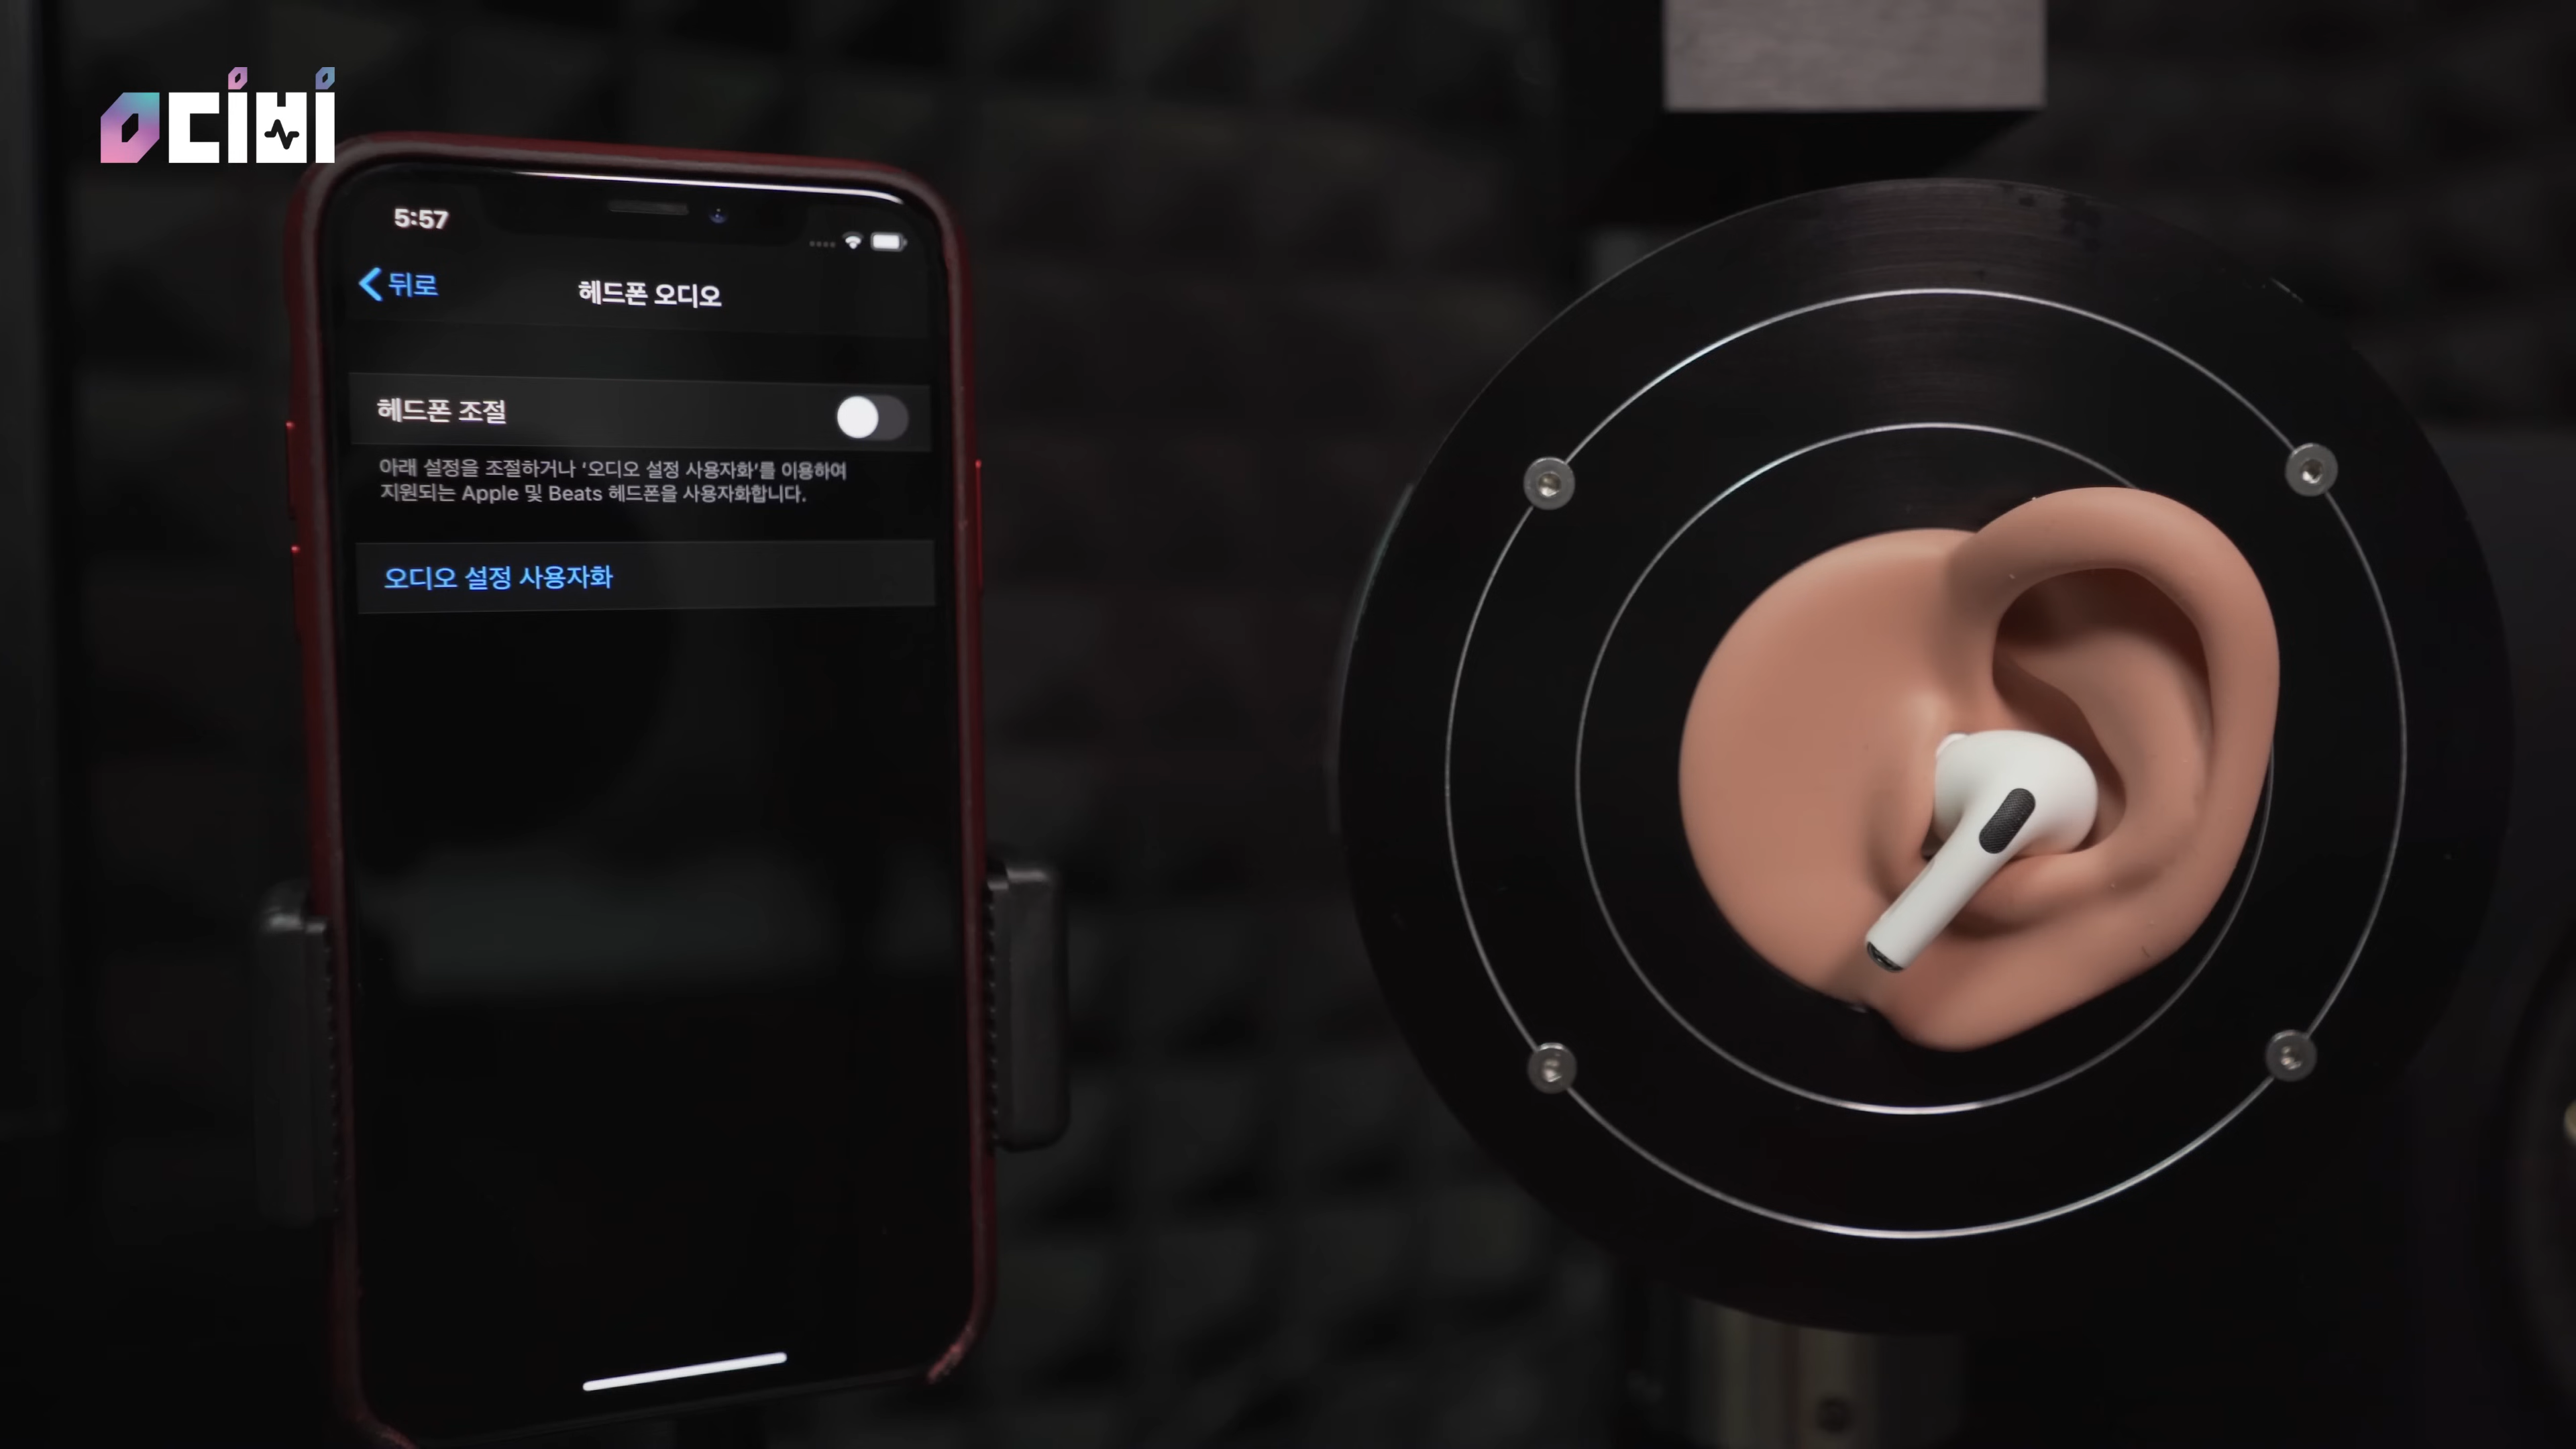 5:57
뒤로
헤드폰 오디오
헤드폰 조절
아래 설정을 조절하거나 ‘오디오 설정 사용자화’를 이용하여
지원되는 Apple 및 Beats 헤드폰을 사용자화합니다.
오디오 설정 사용자화